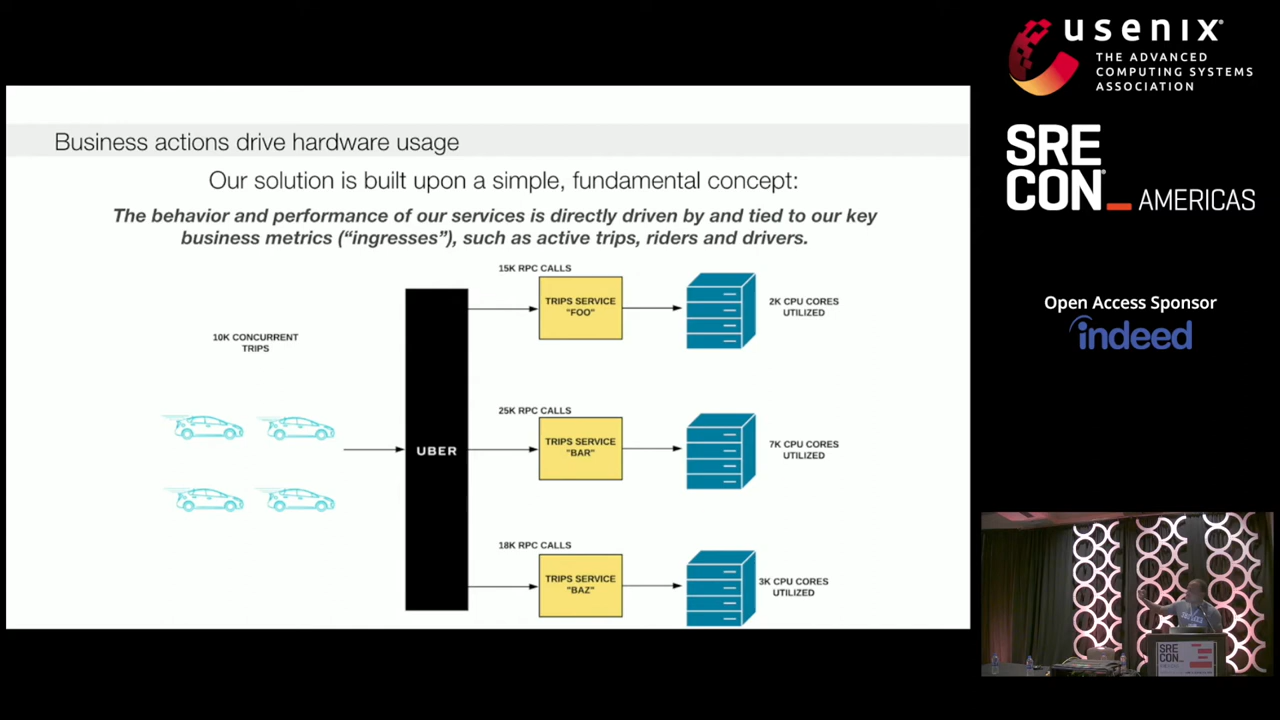 Business actions drive hardware usage
Our solution is built upon a simple, fundamental concept:
The behavior and performance of our services is directly driven by and tied to our key
business metrics (“ingresses”), such as active trips, riders and drivers.
10K CONCURRENT
TRIPS
UBER
15K RPC CALLS
TRIPS SERVICE
"FOO"
2K CPU CORES
UTILIZED
25K RPC CALLS
TRIPS SERVICE
"BAR"
7K CPU CORES
UTILIZED
18K RPC CALLS
TRIPS SERVICE
"BAZ"
3K CPU CORES
UTILIZED
usenix®
THE ADVANCED
COMPUTING SYSTEMS
ASSOCIATION
SRE
CON AMERICAS
Open Access Sponsor
indeed
SRE
CON